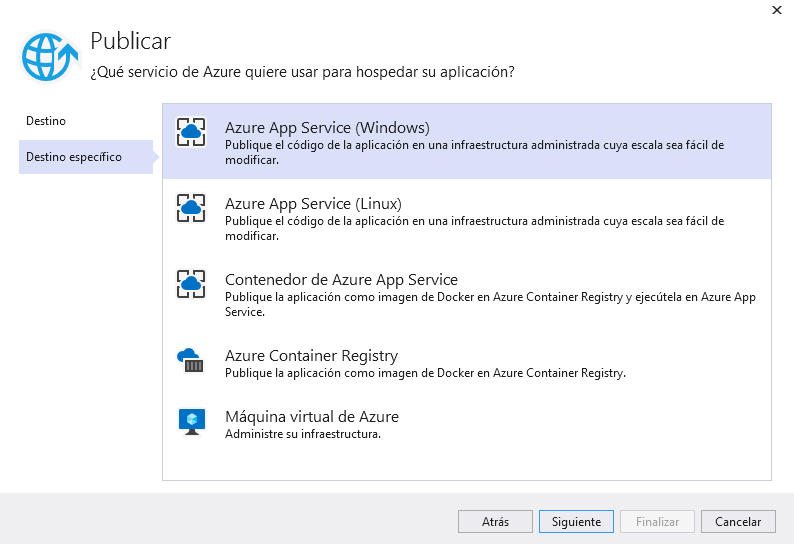 Publicar
¿Qué servicio de Azure quiere usar para hospedar su aplicación?
Destino
Destino específico
Azure App Service (Windows)
Publique el código de la aplicación en una infraestructura administrada cuya escala sea fácil de
modificar.
Azure App Service (Linux)
Publique el código de la aplicación en una infraestructura administrada cuya escala sea fácil de
modificar.
Contenedor de Azure App Service
Publique la aplicación como imagen de Docker en Azure Container Registry y ejecútela en Azure App
Service.
Azure Container Registry
Publique la aplicación como imagen de Docker en Azure Container Registry.
Máquina virtual de Azure
Administre su infraestructura.
Atrás
Siguiente
Finalizar
Cancelar